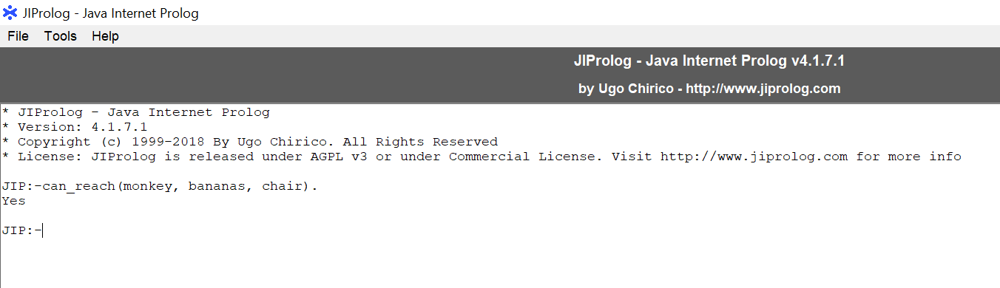 JIProlog - Java Internet Prolog
File Tools Help
JIProlog - Java Internet Prolog v4.1.7.1
by Ugo Chirico - http://www.jiprolog.com
* JIProlog - Java Internet Prolog
* Version: 4.1.7.1
* Copyright (c) 1999-2018 By Ugo Chirico. All Rights Reserved
* License: JIProlog is released under AGPL v3 or under Commercial License. Visit http://www.jiprolog.com for more info
JIP:-can_reach(monkey, bananas, chair).
Yes
JIP:-